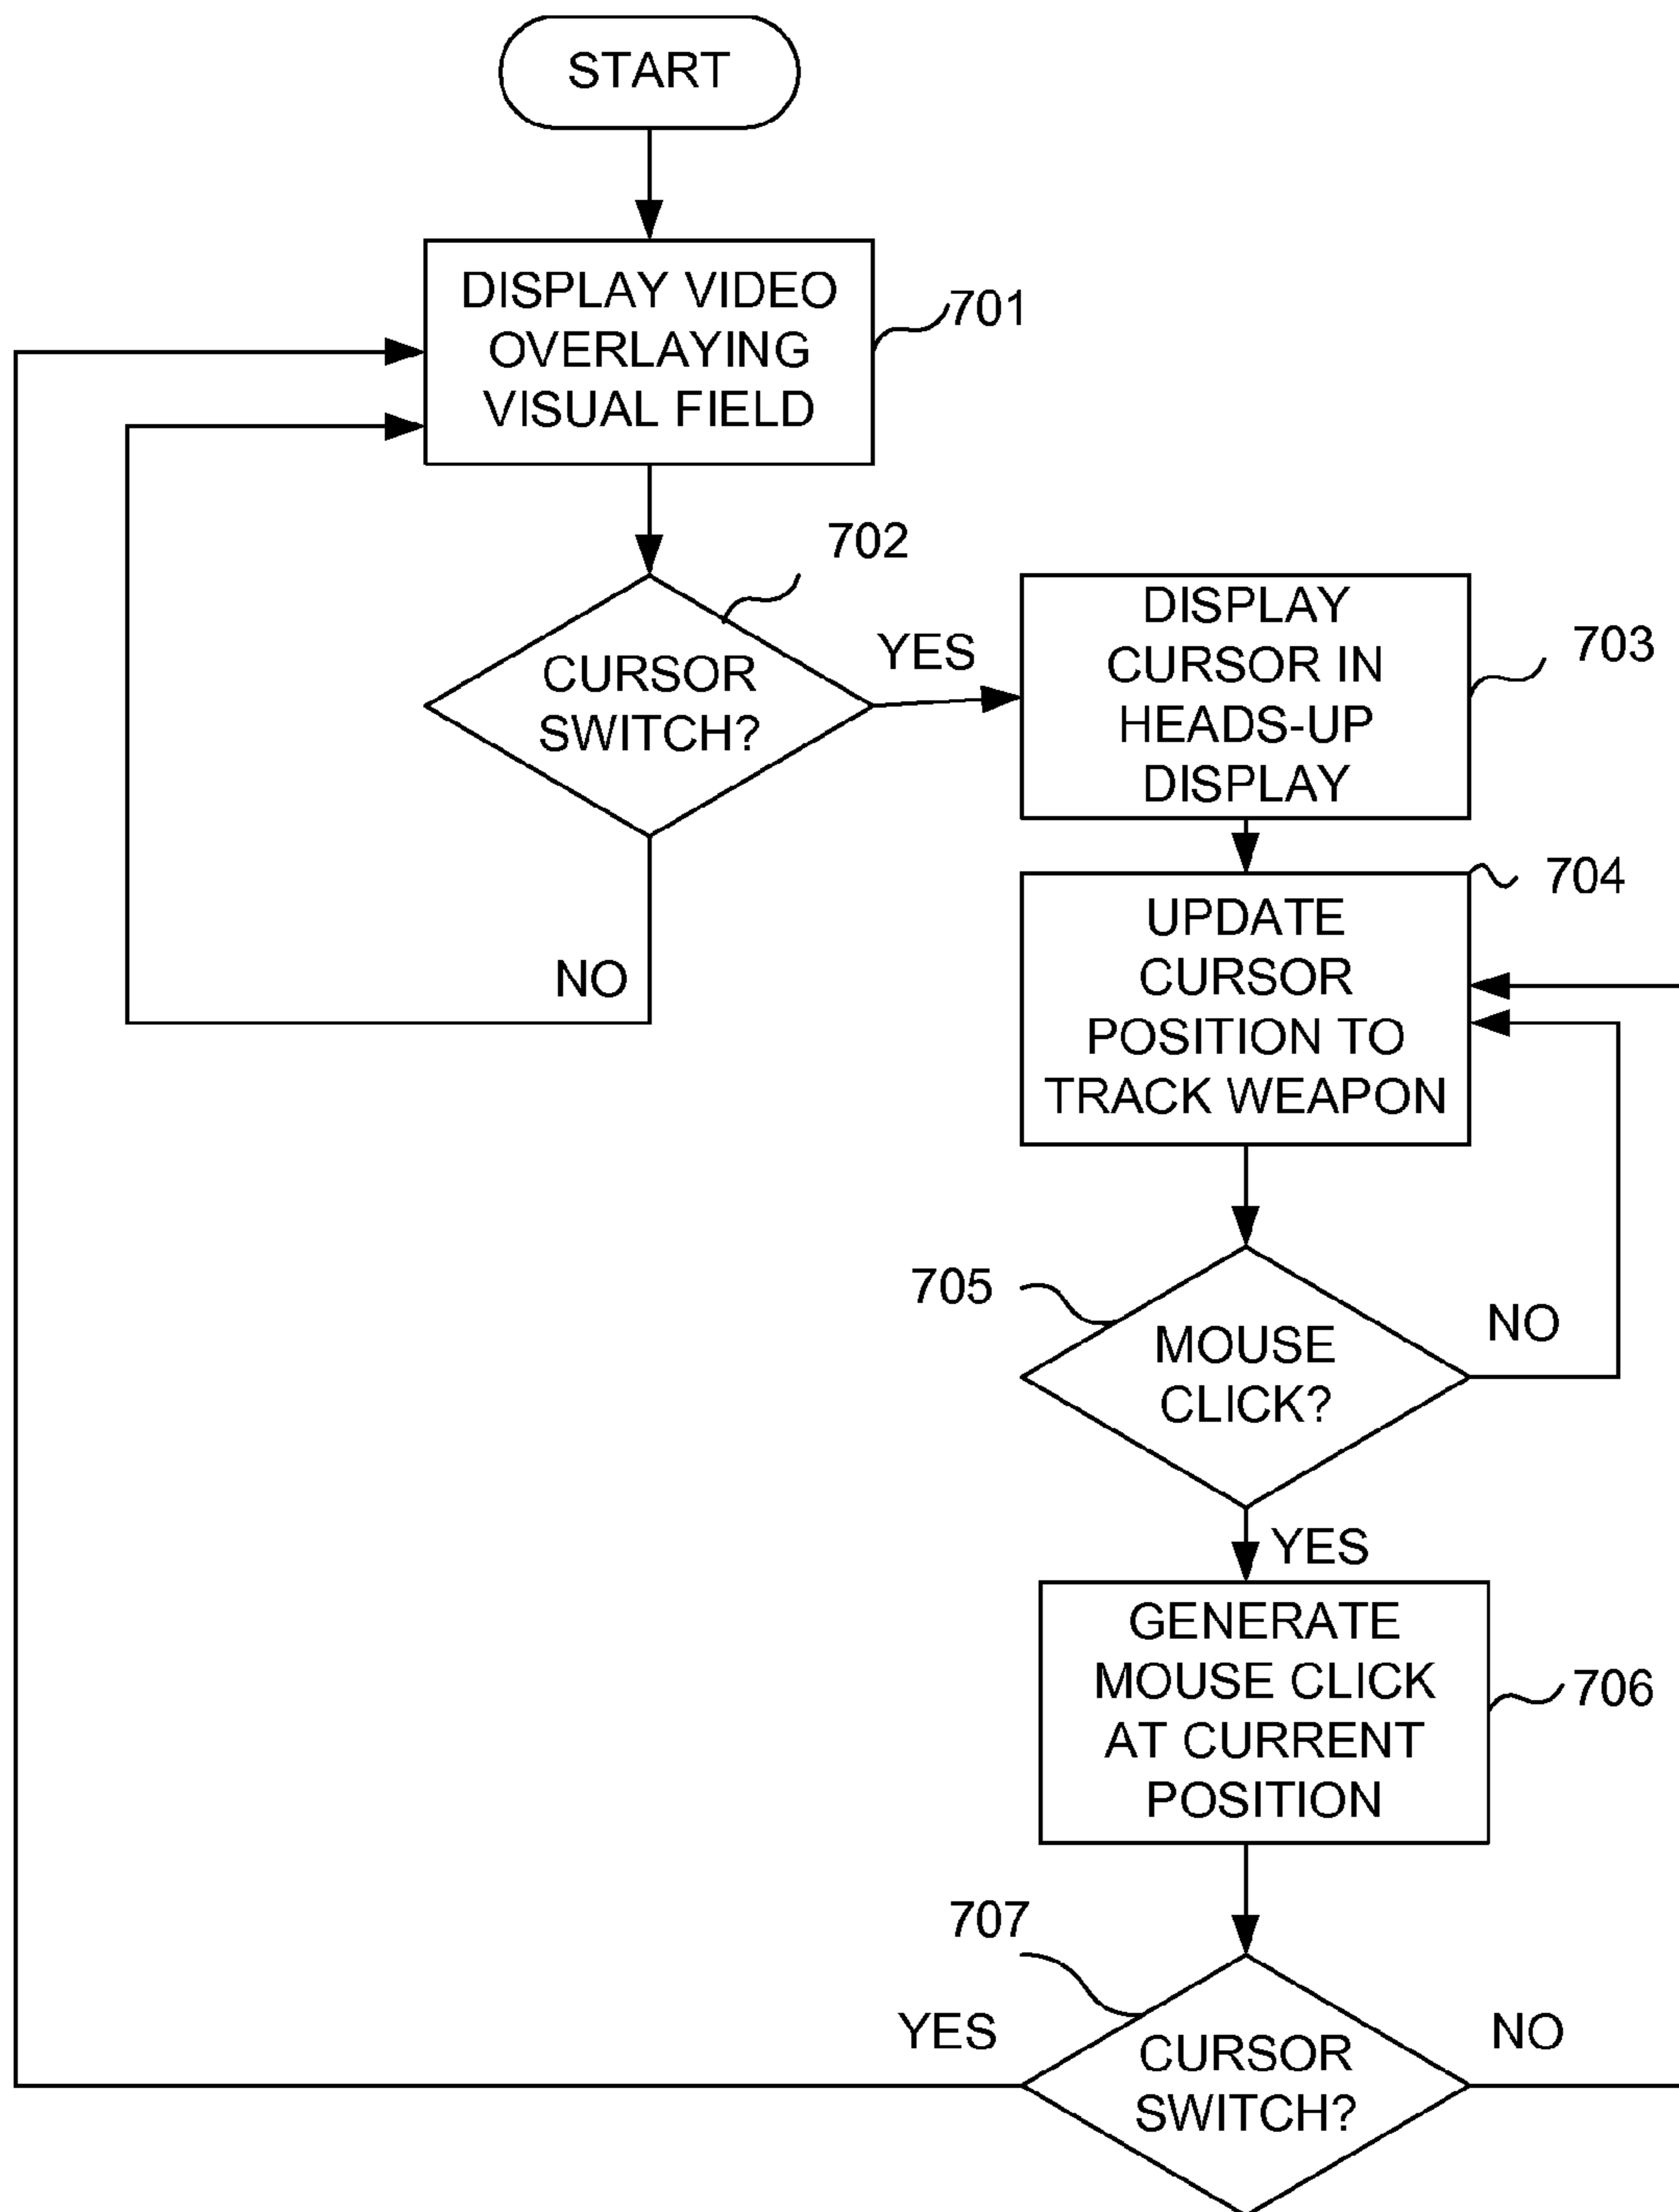 START
DISPLAY VIDEO
OVERLAYING
VISUAL FIELD
701
702
CURSOR
SWITCH?
YES
NO
DISPLAY
CURSOR IN
HEADS-UP
DISPLAY
703
704
UPDATE
CURSOR
POSITION TO
TRACK WEAPON
705
MOUSE
CLICK?
NO
YES
GENERATE
MOUSE CLICK
AT CURRENT
POSITION
706
707
YES
CURSOR
SWITCH?
NO